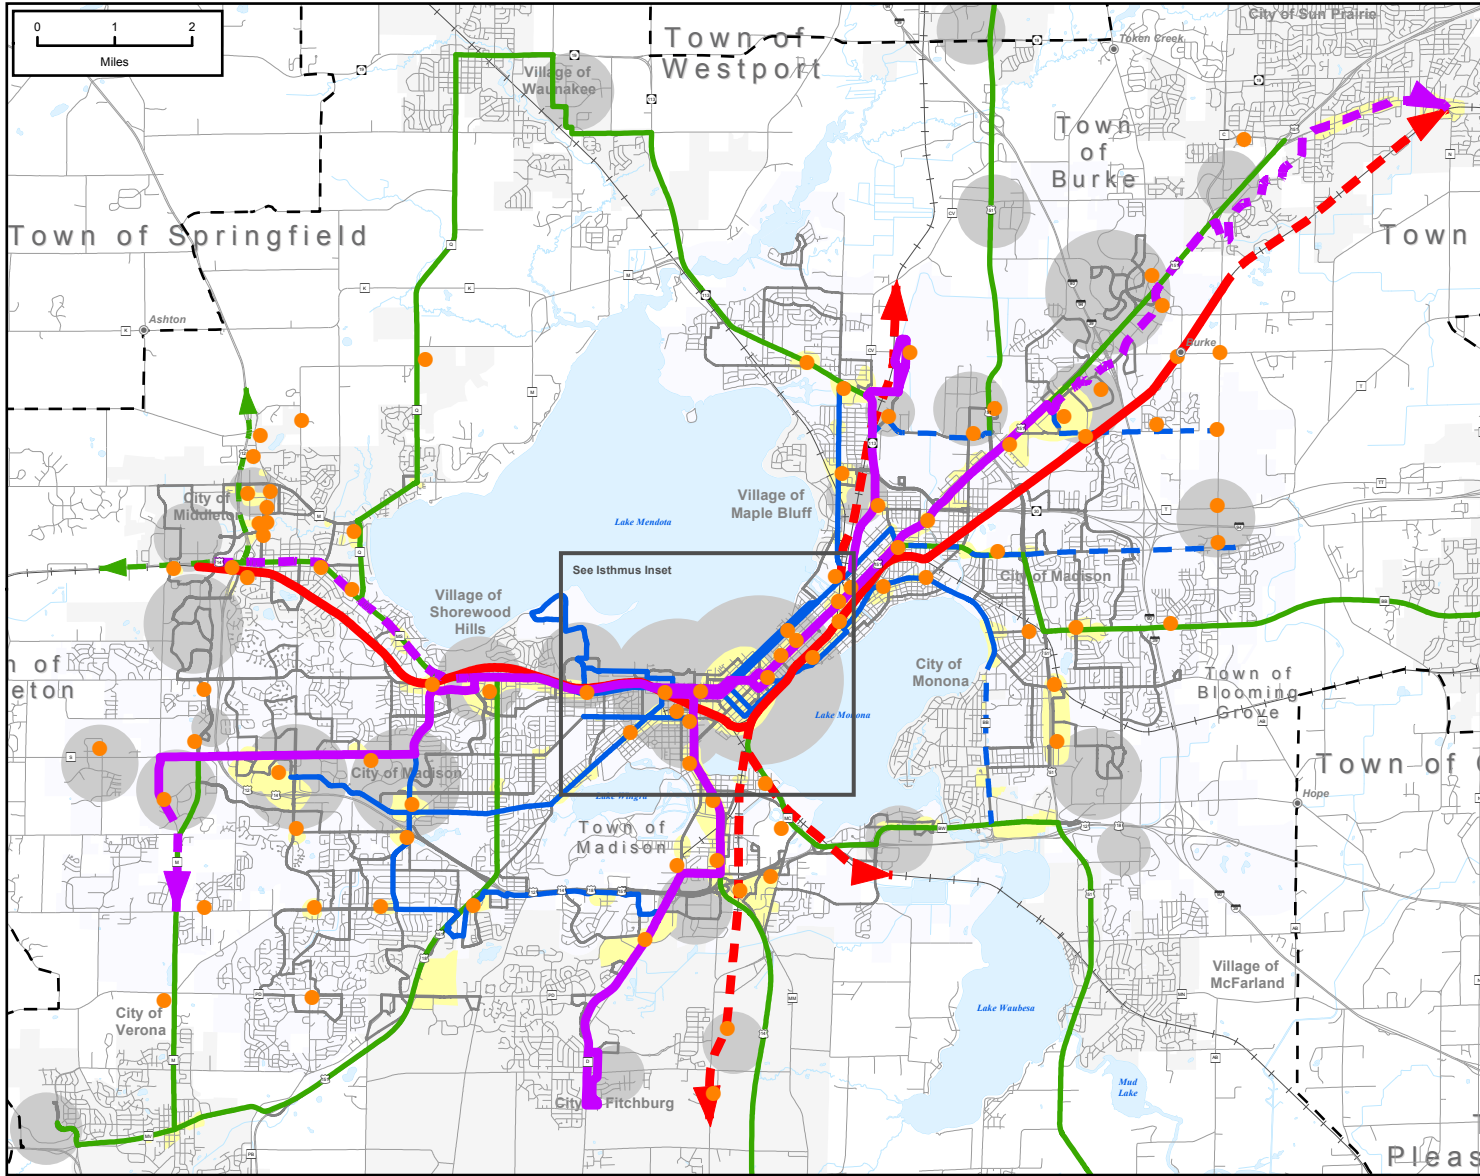 0 1 2
Miles
City of Sun Prairie
Town of
Westport
Token Creek
Village of
Waunakee
Town
of
Burke
Town of Springfield
Town
Ashton
Burke
City of
Middleton
Village of
Maple Bluff
Lake Mendota
See Isthmus Inset
City of Madison
Village of
Shorewood
Hills
n of
eton
City of
Monona
Town of
Blooming
Grove
Lake Monona
City of Madison
Town of
Hope
Lake Wingra
Town of
Madison
Village of
McFarland
City of
Verona
Lake Waubesa
Mud
Lake
City of Fitchburg
Pleas